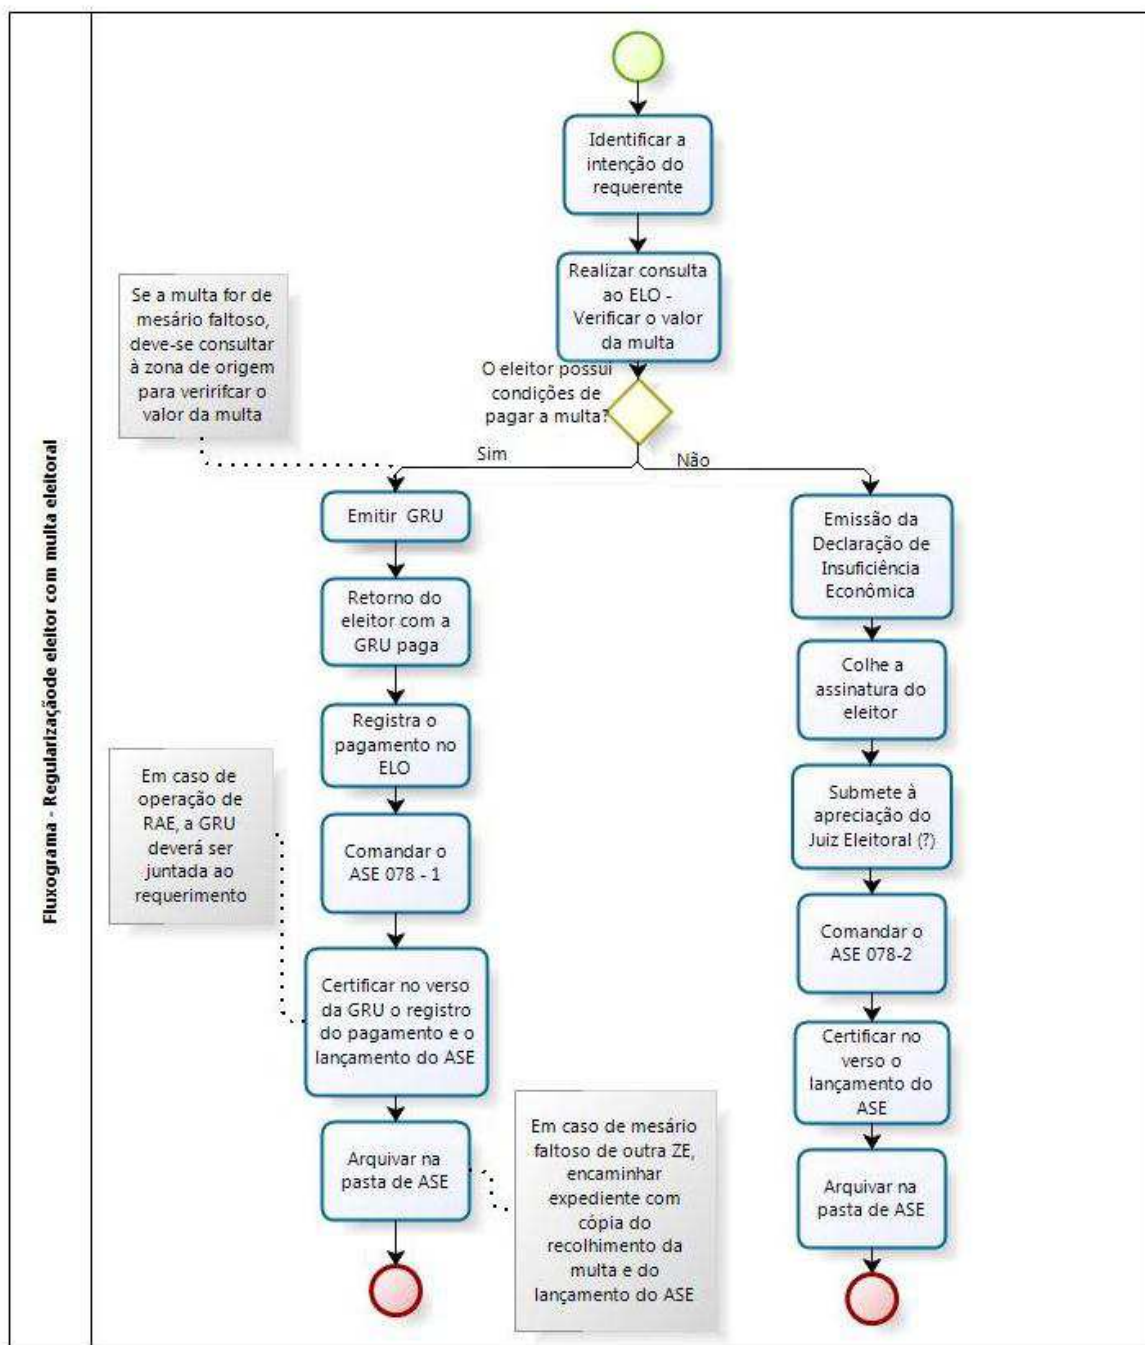 Fluxograma - Regularizaçãode eleitor com multa eleitoral
Identificar a
intenção do
requerente
Realizar consulta
ao ELO -
Verificar o valor
da multa
Se a multa for de
mesário faltoso,
deve-se consultar
à zona de origem
para veririfcar o
valor da multa
O eleitor possui
condições de
pagar a multa?
Sim
Não
Emitir GRU
Retorno do
eleitor com a
GRU paga
Registra o
pagamento no
ELO
Em caso de
operação de
RAE, a GRU
deverá ser
juntada ao
requerimento
Comandar o
ASE 078 - 1
Certificar no verso
da GRU o registro
do pagamento e o
lançamento do ASE
Arquivar na
pasta de ASE
Em caso de mesário
faltoso de outra ZE,
encaminhar
expediente com
cópia do
recolhimento da
multa e do
lançamento do ASE
Emissão da
Declaração de
Insuficiência
Econômica
Colhe a
assinatura do
eleitor
Submete à
apreciação do
Juiz Eleitoral (?)
Comandar o
ASE 078-2
Certificar no
verso o
lançamento do
ASE
Arquivar na
pasta de ASE